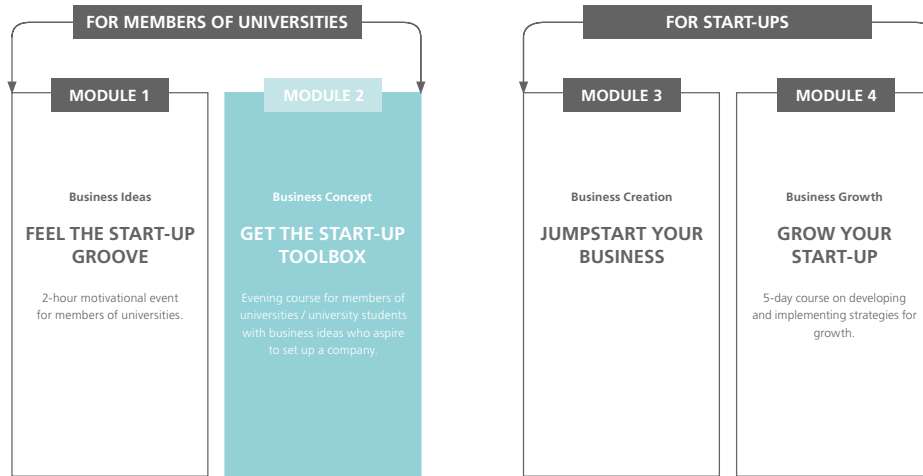 FOR MEMBERS OF UNIVERSITIES
FOR START-UPS
MODULE 1
Business Ideas
FEEL THE START-UP
GROOVE
2-hour motivational event
for members of universities.
MODULE 2
Business Concept
GET THE START-UP
TOOLBOX
Evening course for members of
universities / university students
with business ideas who aspire
to set up a company.
MODULE 3
Business Creation
JUMPSTART YOUR
BUSINESS
MODULE 4
Business Growth
GROW YOUR
START-UP
5-day course on developing
and implementing strategies for
growth.